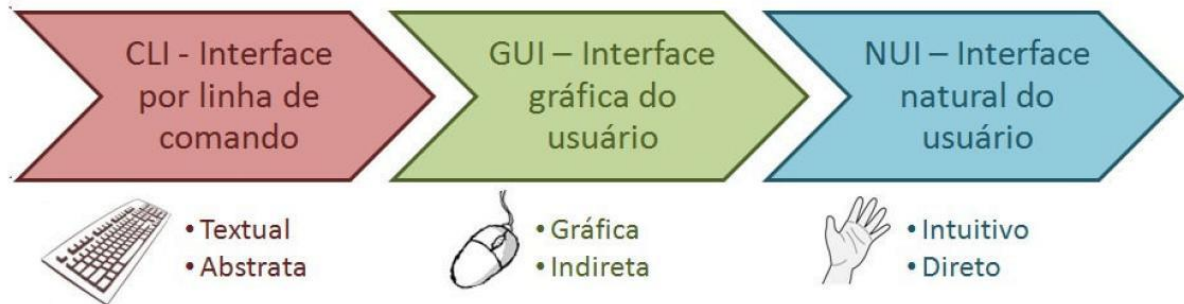 CLI - Interface
por linha de
comando
GUI – Interface
gráfica do
usuário
NUI – Interface
natural do
usuário
• Textual
• Abstrata
• Gráfica
• Indireta
• Intuitivo
• Direto